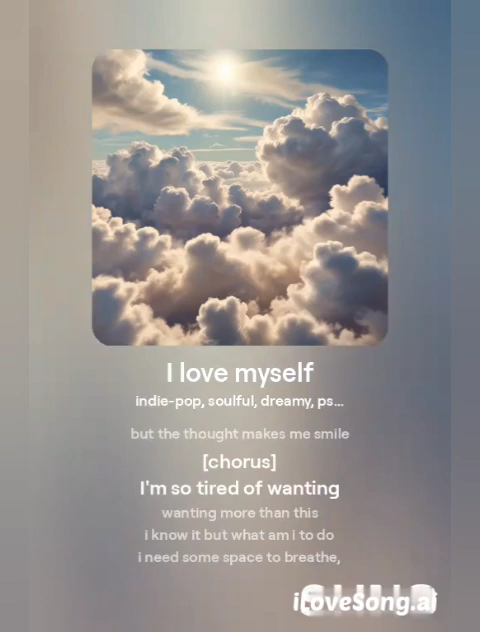 I love myself
indie-pop, soulful, dreamy, ps...
but the thought makes me smile
[chorus]
I'm so tired of wanting
wanting more than this
i know it but what am i to do
i need some space to breathe,
iLoveSong.ai